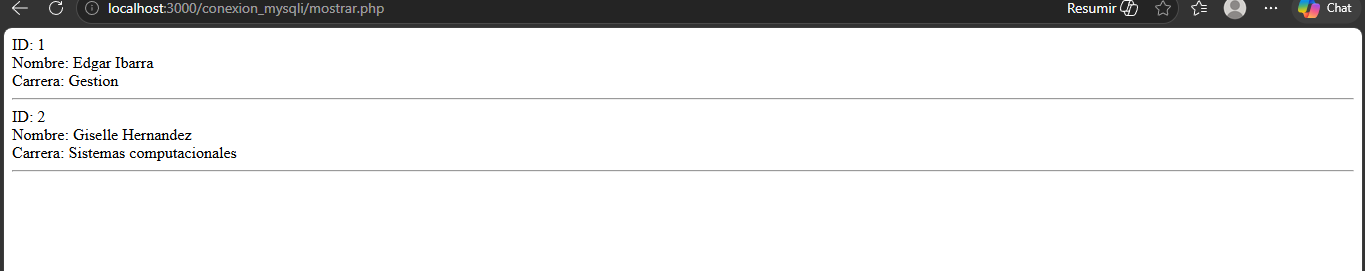 localhost:3000/conexion_mysqli/mostrar.php
Resumir
Chat
ID: 1
Nombre: Edgar Ibarra
Carrera: Gestion
ID: 2
Nombre: Giselle Hernandez
Carrera: Sistemas computacionales